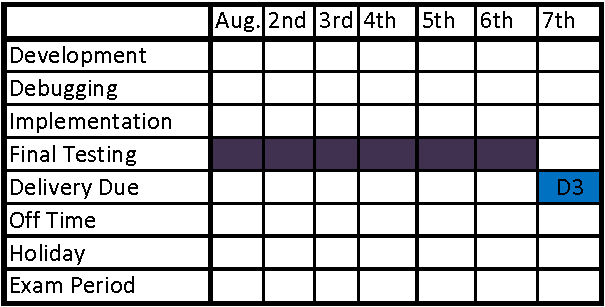 Aug. 2nd 3rd 4th 5th 6th 7th
Development
Debugging
Implementation
Final Testing
Delivery Due D3
Off Time
Holiday
Exam Period